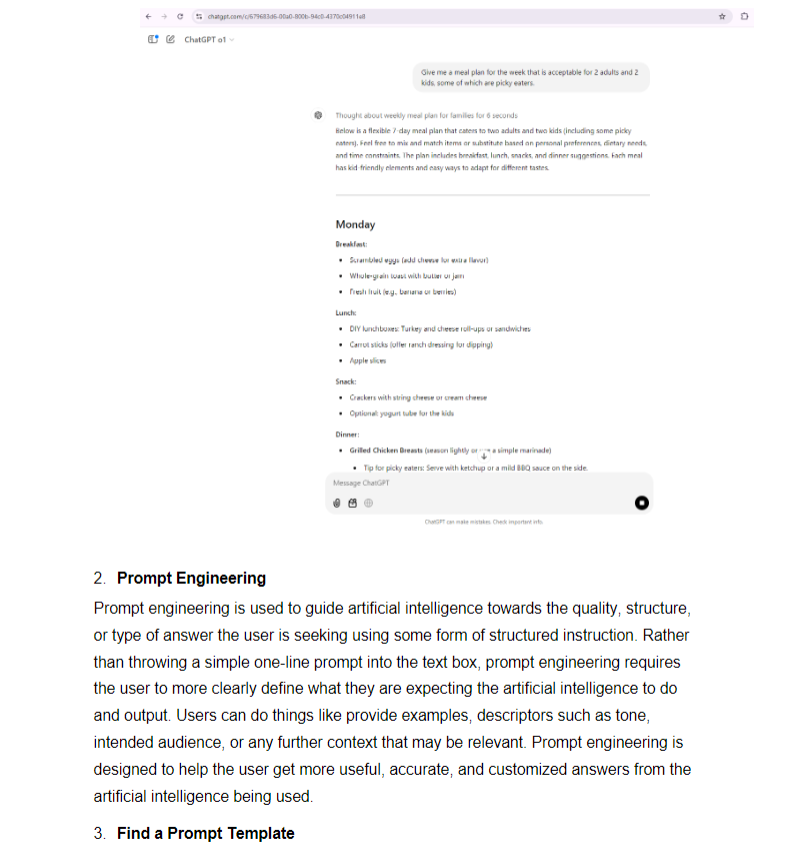 chatgpt.com/c/679683d6-00a0-800b-94c0-4370c04911a8
ChatGPT o1
Give me a meal plan for the week that is acceptable for 2 adults and 2
kids, some of which are picky eaters.
Thought about weekly meal plan for families for 6 seconds
Below is a flexible 7-day meal plan that caters to two adults and two kids (including some picky
eaters). Feel free to mix and match items or substitute based on personal preferences, dietary needs,
and time constraints. The plan includes breakfast, lunch, snacks, and dinner suggestions. Each meal
has kid-friendly elements and easy ways to adapt for different tastes.
Monday
Breakfast:
• Scrambled eggs (add cheese for extra flavor)
• Whole-grain toast with butter or jam
• Fresh fruit (e.g., banana or berries)
Lunch:
• DIY lunchboxes: Turkey and cheese roll-ups or sandwiches
• Carrot sticks (offer ranch dressing for dipping)
• Apple slices
Snack:
• Crackers with string cheese or cream cheese
• Optional: yogurt tube for the kids
Dinner:
• Grilled Chicken Breasts (season lightly or a simple marinade)
• Tip for picky eaters: Serve with ketchup or a mild BBQ sauce on the side.
Message ChatGPT
ChatGPT can make mistakes. Check important info.
2. Prompt Engineering
Prompt engineering is used to guide artificial intelligence towards the quality, structure,
or type of answer the user is seeking using some form of structured instruction. Rather
than throwing a simple one-line prompt into the text box, prompt engineering requires
the user to more clearly define what they are expecting the artificial intelligence to do
and output. Users can do things like provide examples, descriptors such as tone,
intended audience, or any further context that may be relevant. Prompt engineering is
designed to help the user get more useful, accurate, and customized answers from the
artificial intelligence being used.
3. Find a Prompt Template